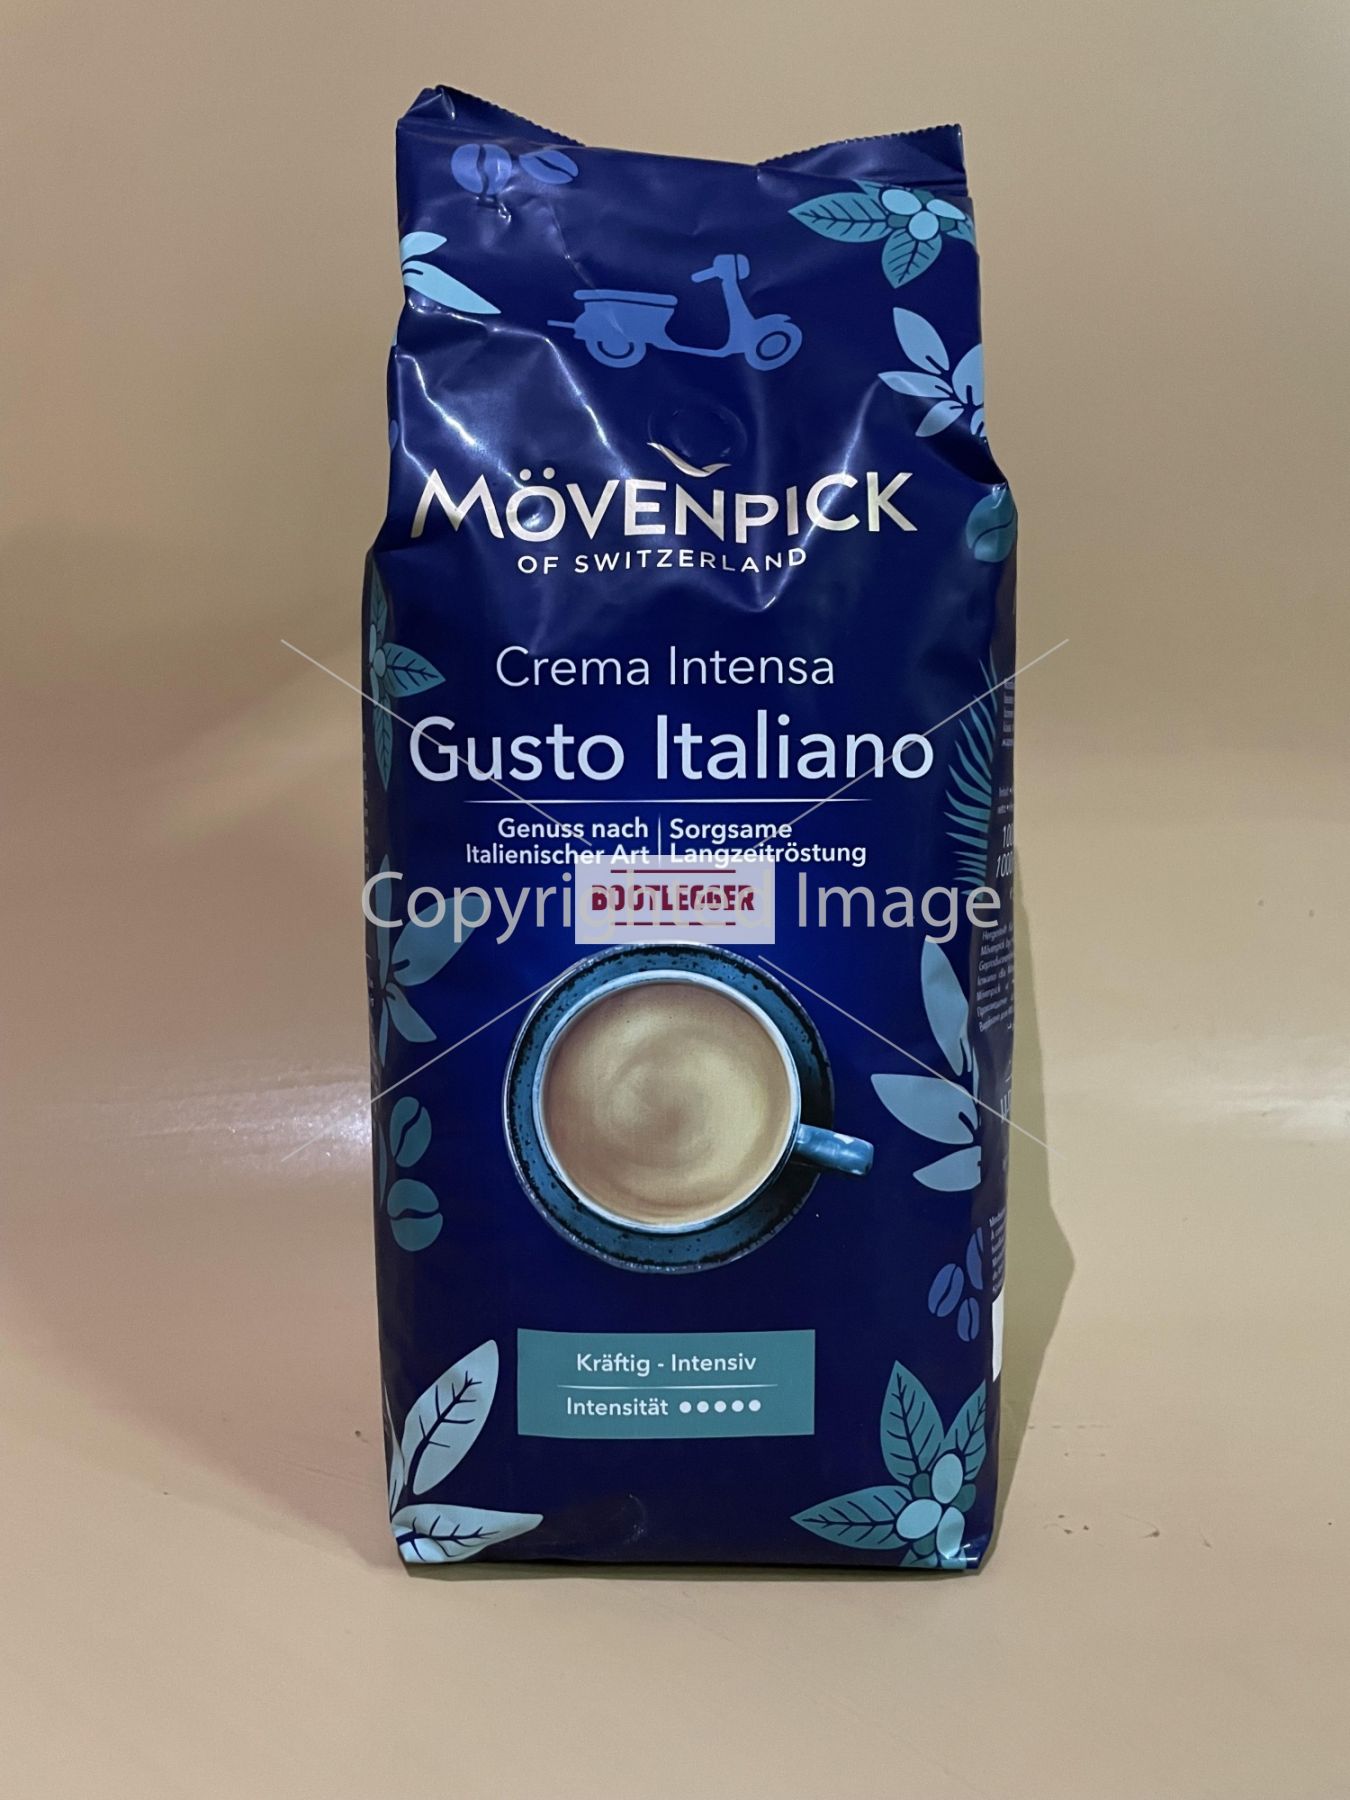 MÖVENPICK
OF SWITZERLAND
Crema Intensa
Gusto Italiano
Genuss nach
Italienischer Art
Sorgsame
Langzeitröstung
Copyrighted Image
BOOTLEGGER
Kräftig - Intensiv
Intensität